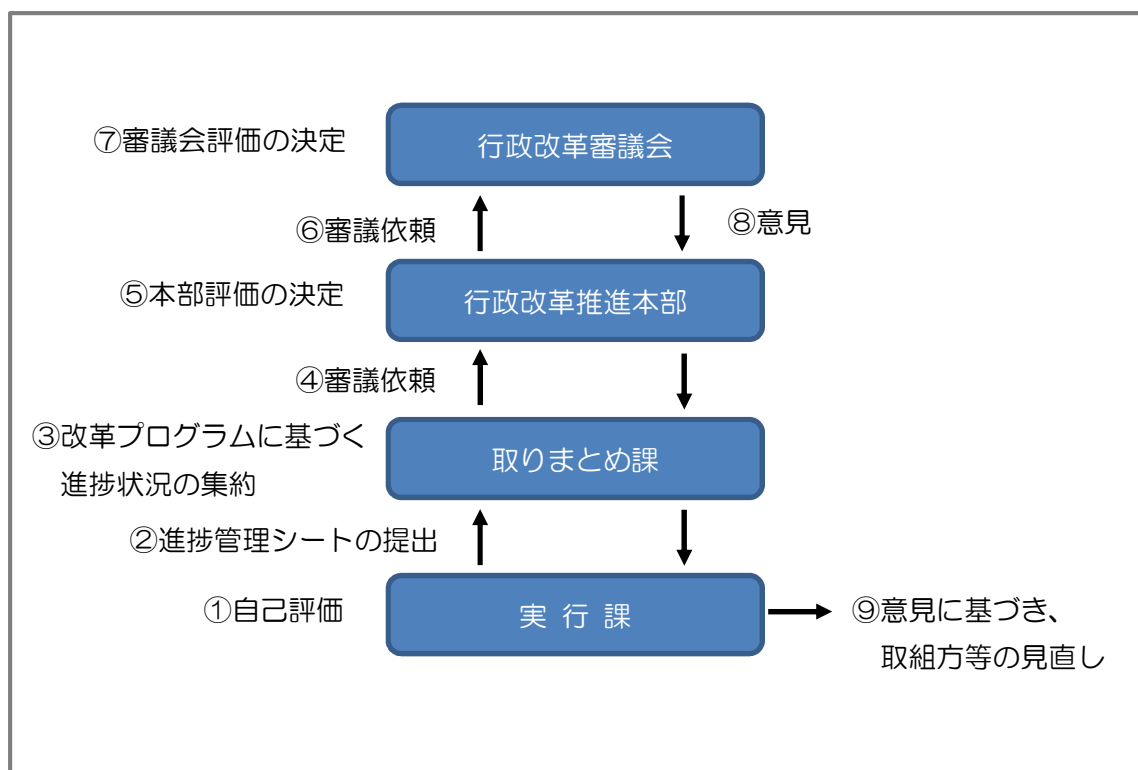 ⑦審議会評価の決定
行政改革審議会
⑥審議依頼
⑧意見
⑤本部評価の決定
行政改革推進本部
④審議依頼
③改革プログラムに基づく
進捗状況の集約
取りまとめ課
②進捗管理シートの提出
①自己評価
実 行 課
⑨意見に基づき、
取組方等の見直し